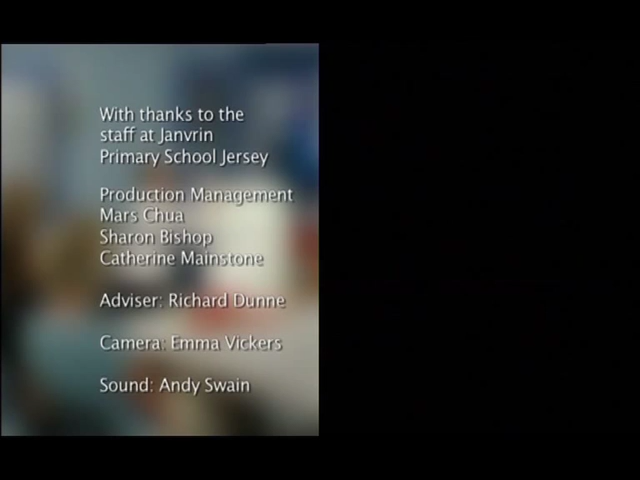 With thanks to the
staff at Janvrin
Primary School Jersey
Production Management
Mars Chua
Sharon Bishop
Catherine Mainstone
Adviser: Richard Dunne
Camera: Emma Vickers
Sound: Andy Swain